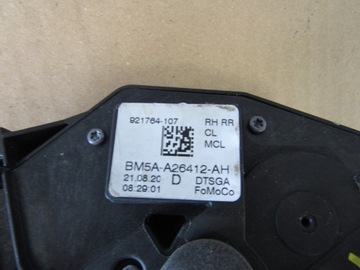 921764-107 RH RR
CL
MCL
BM5A-A26412-AH
21.08.20 D DTSGA
08:29:01 FoMoCo